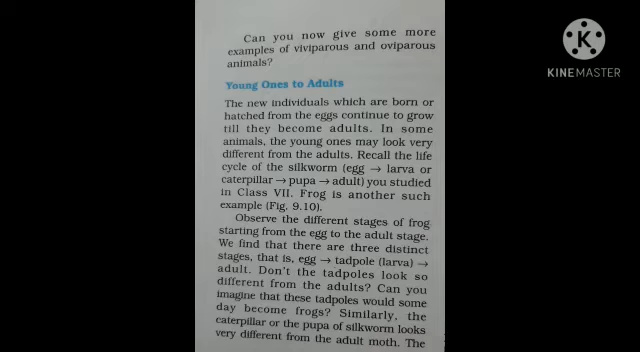 Can you now give some more
examples of viviparous and oviparous
animals?
Young Ones to Adults
The new individuals which are born or
hatched from the eggs continue to grow
till they become adults. In some
animals, the young ones may look very
different from the adults. Recall the life
cycle of the silkworm (egg → larva or
caterpillar → pupa → adult) you studied
in Class VII. Frog is another such
example (Fig. 9.10).
Observe the different stages of frog
starting from the egg to the adult stage.
We find that there are three distinct
stages, that is, egg → tadpole (larva) →
adult. Don't the tadpoles look so
different from the adults? Can you
imagine that these tadpoles would some
day become frogs? Similarly, the
caterpillar or the pupa of silkworm looks
very different from the adult moth. The
K
KINEMASTER